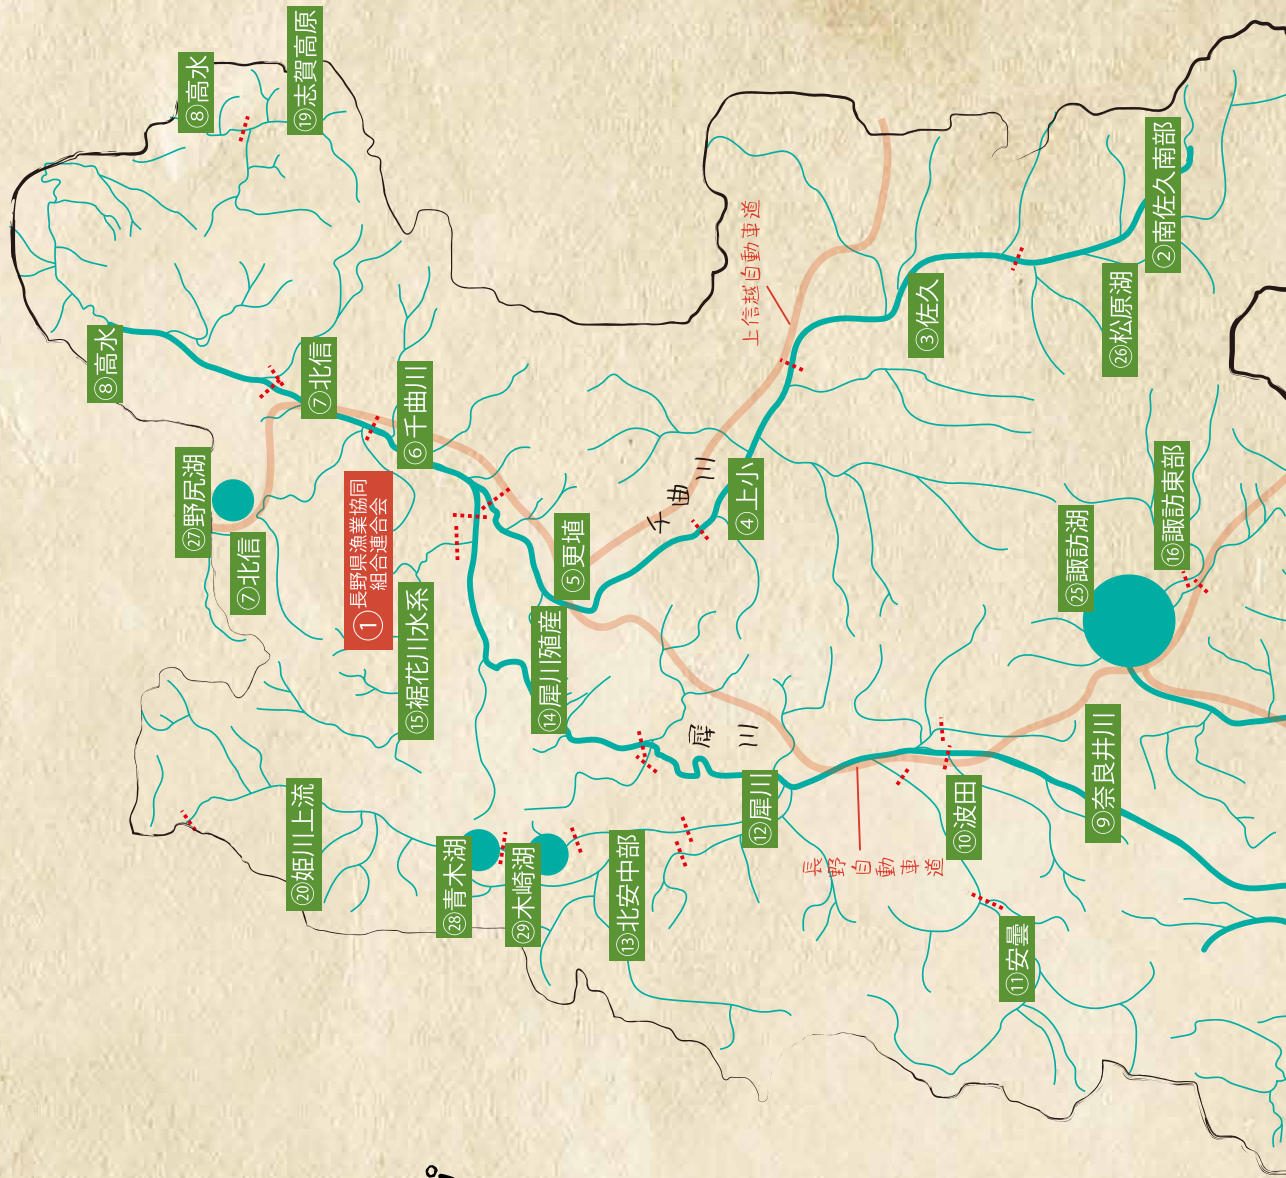 ⑧高水
⑲志賀高原
⑧高水
⑦北信
⑥千曲川
㉗野尻湖
⑦北信
①長野県漁業協同
組合連合会
⑮裾花川水系
⑤更埴
⑭犀川殖産
千曲川
④上小
上信越自動車道
③佐久
②南佐久南部
㉖松原湖
⑯諏訪東部
㉕諏訪湖
犀川
⑳姫川上流
㉘青木湖
㉙木崎湖
⑬北安中部
⑫犀川
長野自動車道
⑩波田
⑨奈良井川
⑪安曇